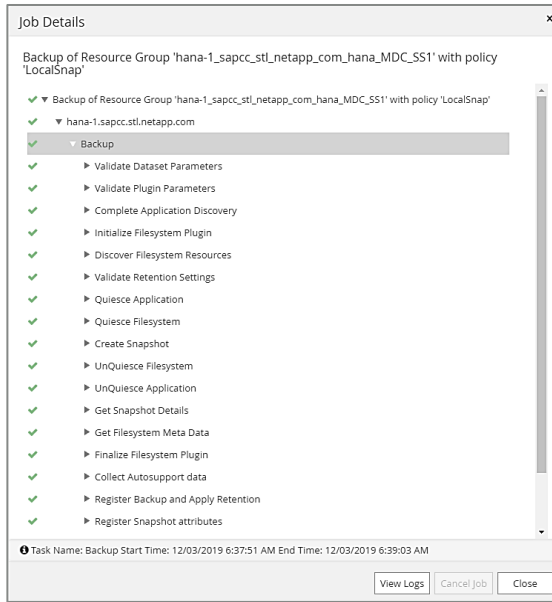 Job Details
×
Backup of Resource Group 'hana-1_sapcc_stl_netapp_com_hana_MDC_SS1' with policy
'LocalSnap'
Backup of Resource Group 'hana-1_sapcc_stl_netapp_com_hana_MDC_SS1' with policy 'LocalSnap'
hana-1.sapcc.stl.netapp.com
Backup
Validate Dataset Parameters
Validate Plugin Parameters
Complete Application Discovery
Initialize Filesystem Plugin
Discover Filesystem Resources
Validate Retention Settings
Quiesce Application
Quiesce Filesystem
Create Snapshot
UnQuiesce Filesystem
UnQuiesce Application
Get Snapshot Details
Get Filesystem Meta Data
Finalize Filesystem Plugin
Collect Autosupport data
Register Backup and Apply Retention
Register Snapshot attributes
Task Name: Backup Start Time: 12/03/2019 6:37:51 AM End Time: 12/03/2019 6:39:03 AM
View Logs Cancel Job Close